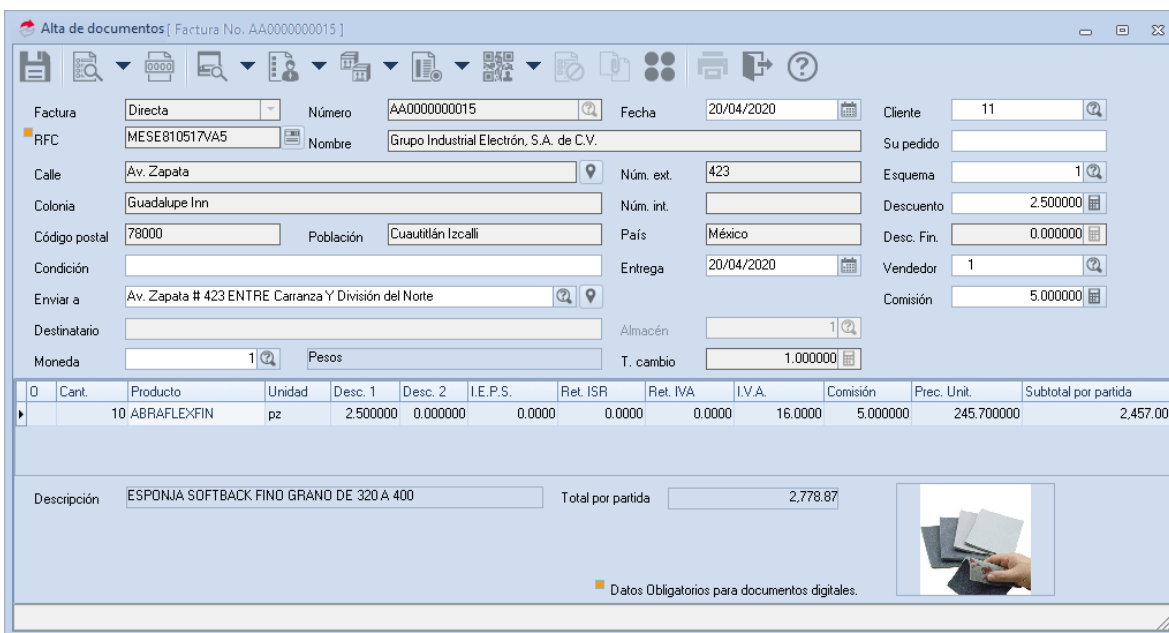 Alta de documentos [ Factura No. AA0000000015 ]
Factura Directa Número AA0000000015 Fecha 20/04/2020 Cliente 11
RFC MESE810517VA5 Nombre Grupo Industrial Electrón, S.A. de C.V. Su pedido
Calle Av. Zapata Núm. ext. 423 Esquema 1
Colonia Guadalupe Inn Núm. int. Descuento 2.500000
Código postal 78000 Población Cuautitlán Izcalli País México Desc. Fin. 0.000000
Condición Entrega 20/04/2020 Vendedor 1
Enviar a Av. Zapata # 423 ENTRE Carranza Y División del Norte Comisión 5.000000
Destinatario Almacén 1
Moneda 1 Pesos T. cambio 1.000000
O Cant. Producto Unidad Desc. 1 Desc. 2 I.E.P.S. Ret. ISR Ret. IVA I.V.A. Comisión Prec. Unit. Subtotal por partida
10 ABRAFLEXFIN pz 2.500000 0.000000 0.0000 0.0000 0.0000 16.0000 5.000000 245.700000 2,457.00
Descripción ESPONJA SOFTBACK FINO GRANO DE 320 A 400 Total por partida 2,778.87
Datos Obligatorios para documentos digitales.